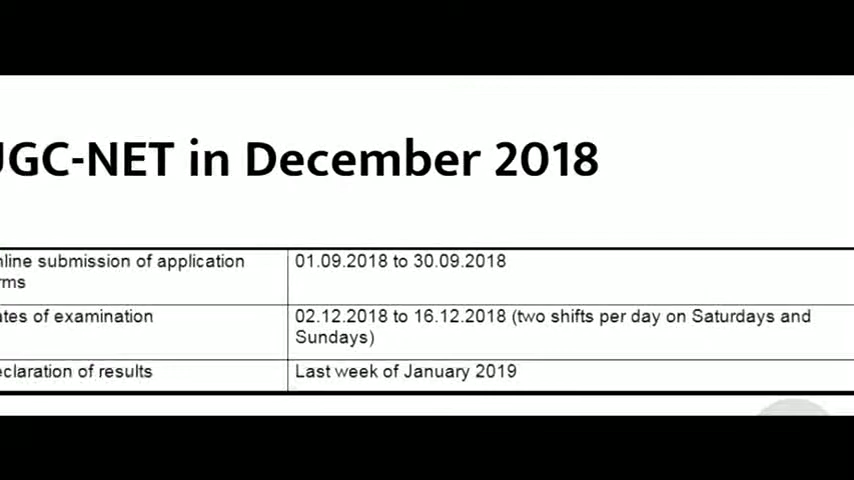 UGC-NET in December 2018
nline submission of application
rms
01.09.2018 to 30.09.2018
ates of examination
02.12.2018 to 16.12.2018 (two shifts per day on Saturdays and
Sundays)
eclaration of results
Last week of January 2019